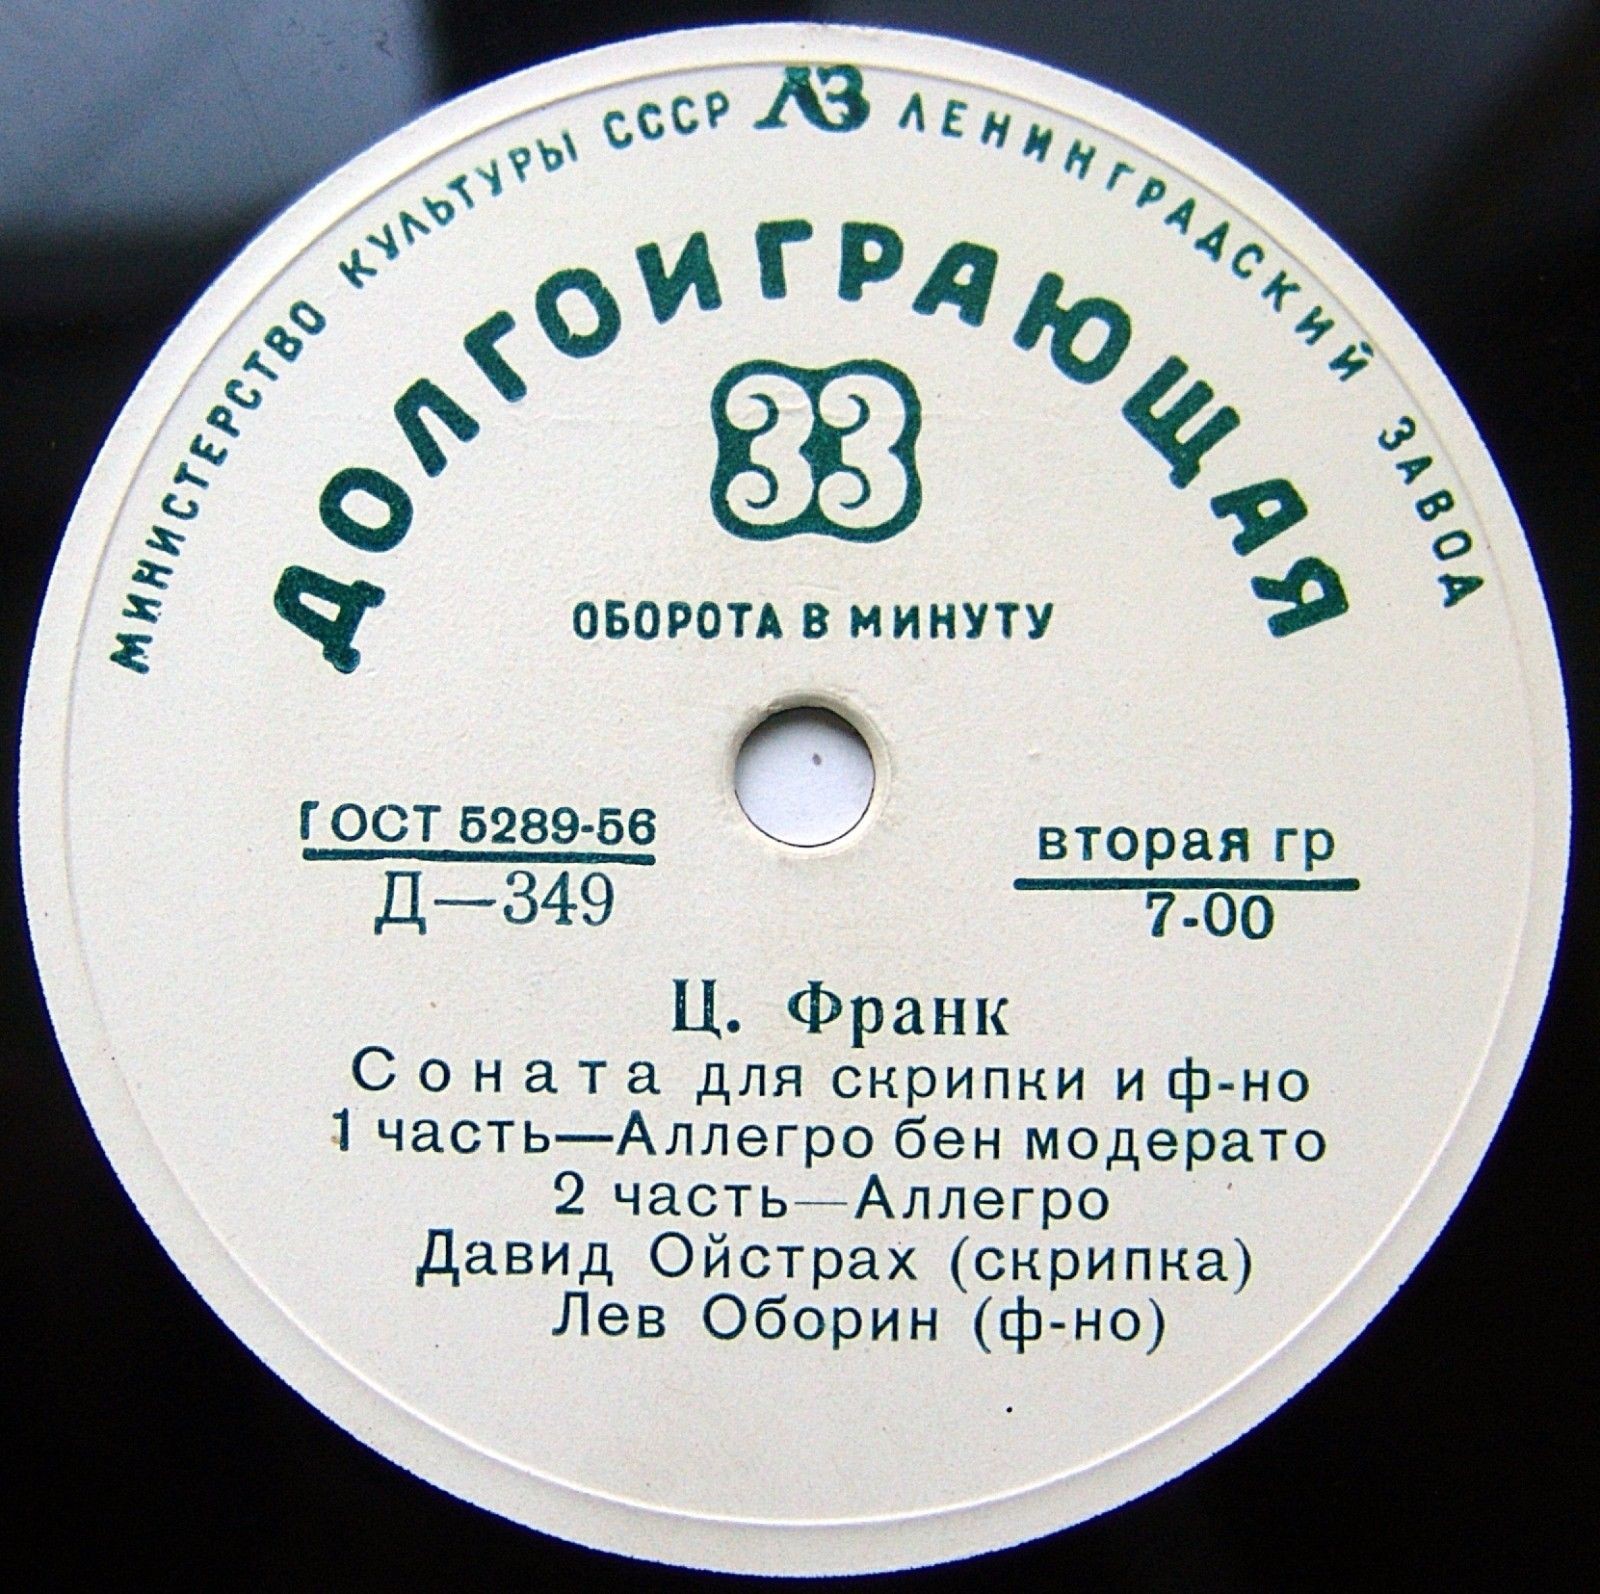 МИНИСТЕРСТВО КУЛЬТУРЫ СССР ЛЗ ЛЕНИНГРАДСКИЙ ЗАВОД
ДОЛГОИГРАЮЩАЯ
33
ОБОРОТА В МИНУТУ
ГОСТ 5289-56
Д—349
вторая гр
7-00
Ц. Франк
Соната для скрипки и ф-но
1 часть—Аллегро бен модерато
2 часть—Аллегро
Давид Ойстрах (скрипка)
Лев Оборин (ф-но)